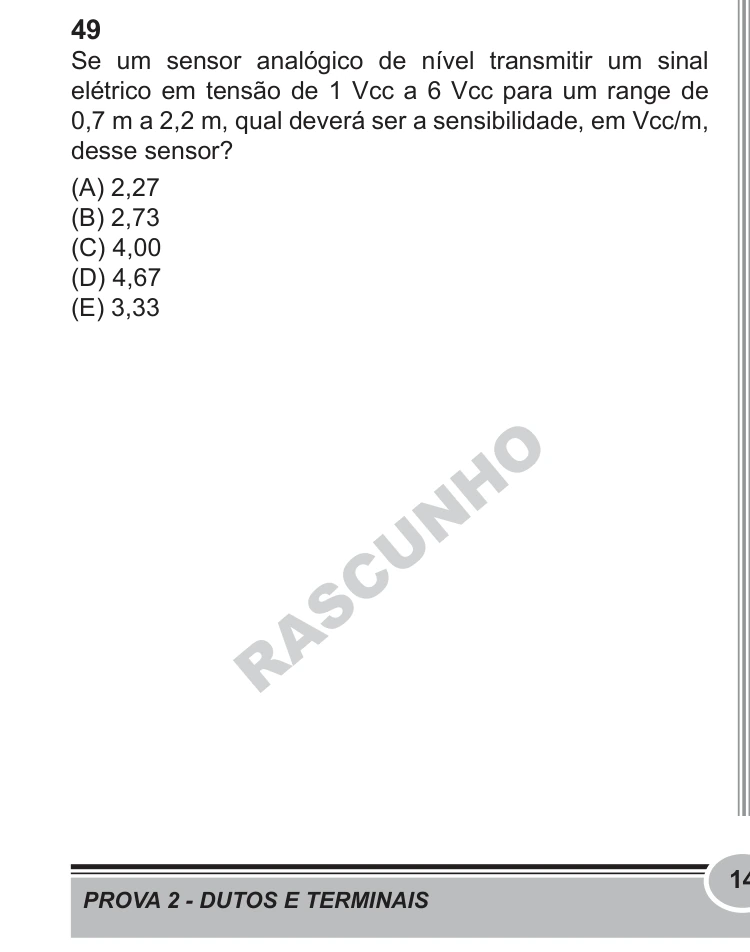 49
Se um sensor analógico de nível transmitir um sinal
elétrico em tensão de 1 Vcc a 6 Vcc para um range de
0,7 m a 2,2 m, qual deverá ser a sensibilidade, em Vcc/m,
desse sensor?
(A) 2,27
(B) 2,73
(C) 4,00
(D) 4,67
(E) 3,33
RASCUNHO
14
PROVA 2 - DUTOS E TERMINAIS